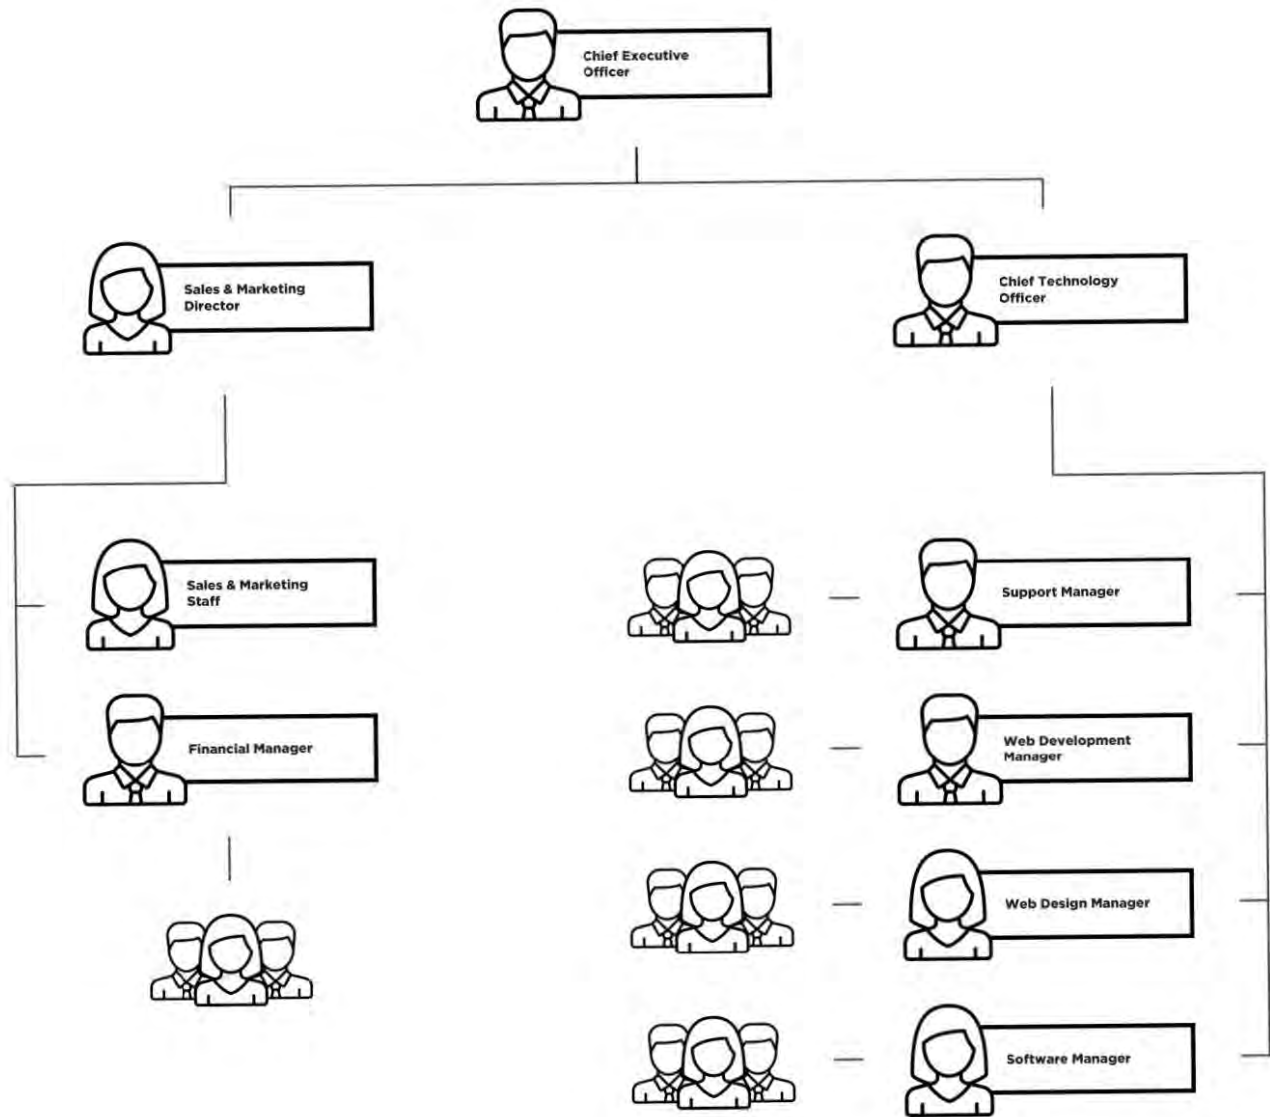 Chief Executive
Officer
Sales & Marketing
Director
Chief Technology
Officer
Sales & Marketing
Staff
Financial Manager
Support Manager
Web Development
Manager
Web Design Manager
Software Manager